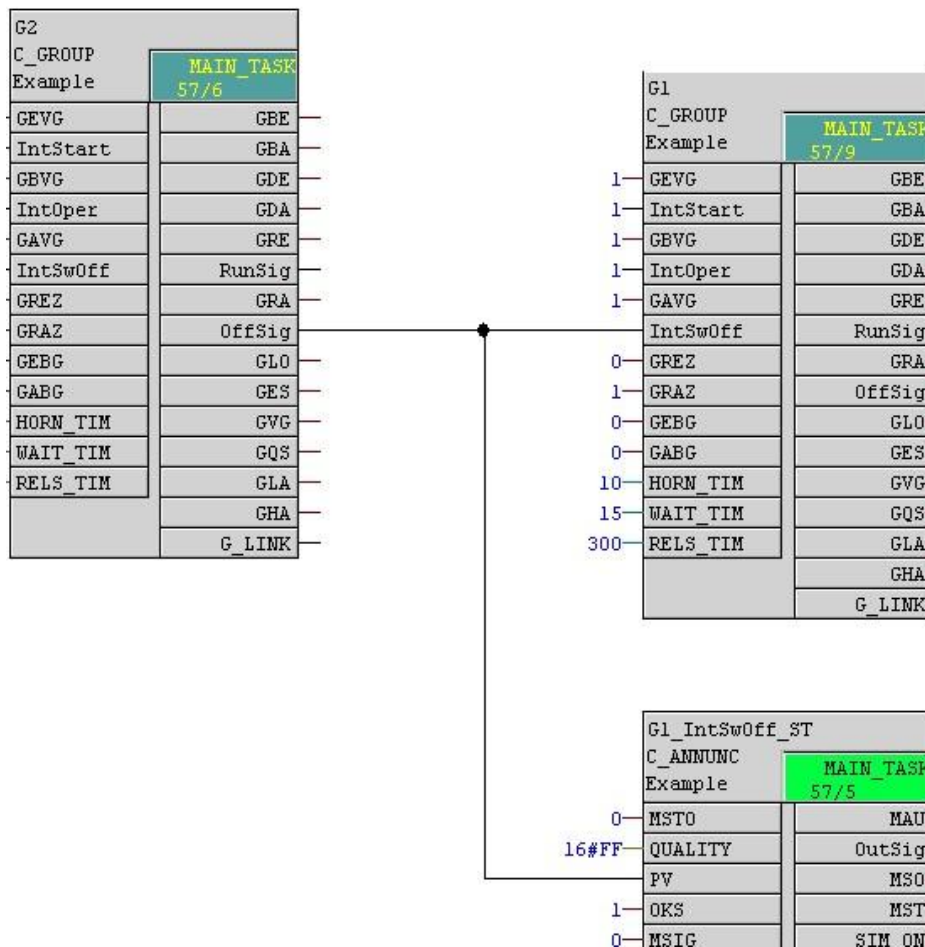 G2
C_GROUP
Example
MAIN_TASK
57/6
GEVG GBE
IntStart GBA
GBVG GDE
IntOper GDA
GAVG GRE
IntSwOff RunSig
GREZ GRA
GRAZ OffSig
GEBG GLO
GABG GES
HORN_TIM GVG
WAIT_TIM GQS
RELS_TIM GLA
GHA
G_LINK
G1
C_GROUP
Example
MAIN_TASK
57/9
1 GEVG GBE
1 IntStart GBA
1 GBVG GDE
1 IntOper GDA
1 GAVG GRE
IntSwOff RunSig
0 GREZ GRA
1 GRAZ OffSig
0 GEBG GLO
0 GABG GES
10 HORN_TIM GVG
15 WAIT_TIM GQS
300 RELS_TIM GLA
GHA
G_LINK
G1_IntSwOff_ST
C_ANNUNC
Example
MAIN_TASK
57/5
0 MSTO MAU
16#FF QUALITY OutSig
PV MSO
1 OKS MST
0 MSIG SIM_ON